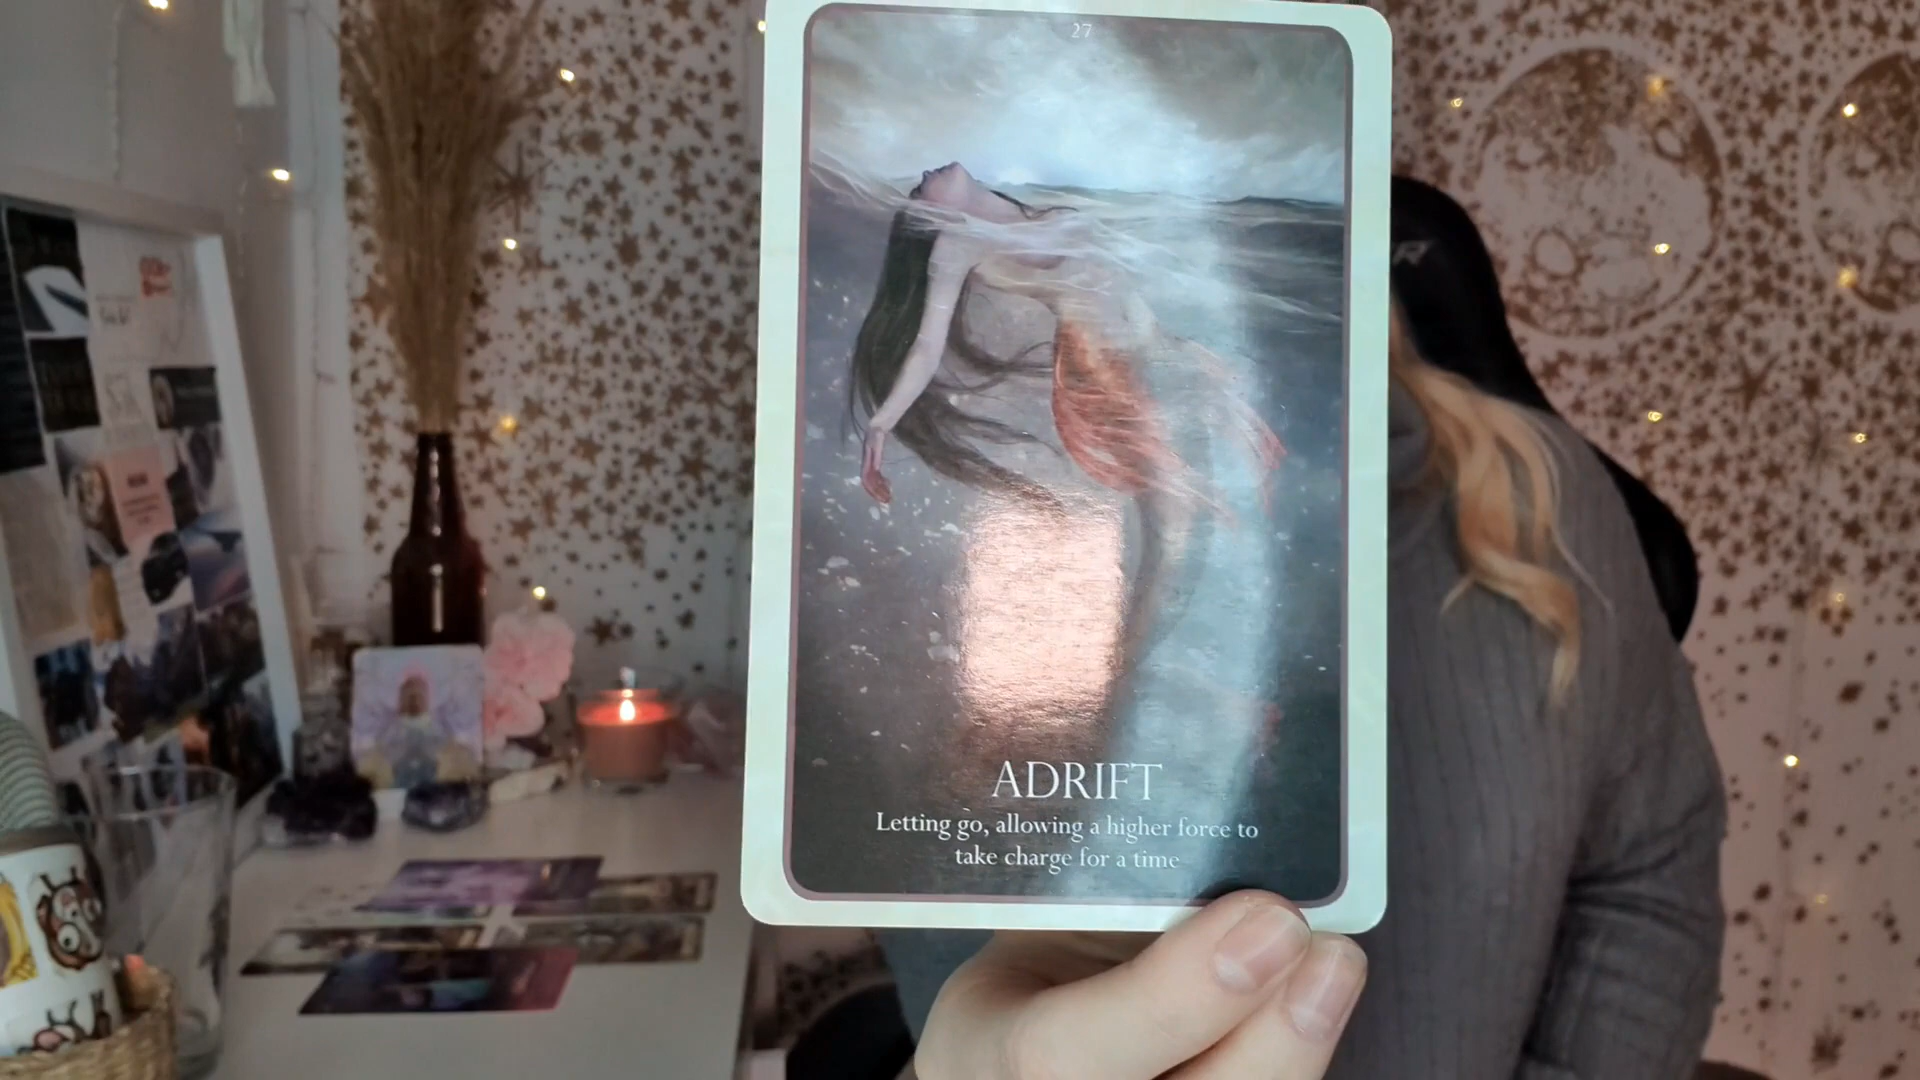 27
ADRIFT
Letting go, allowing a higher force to
take charge for a time